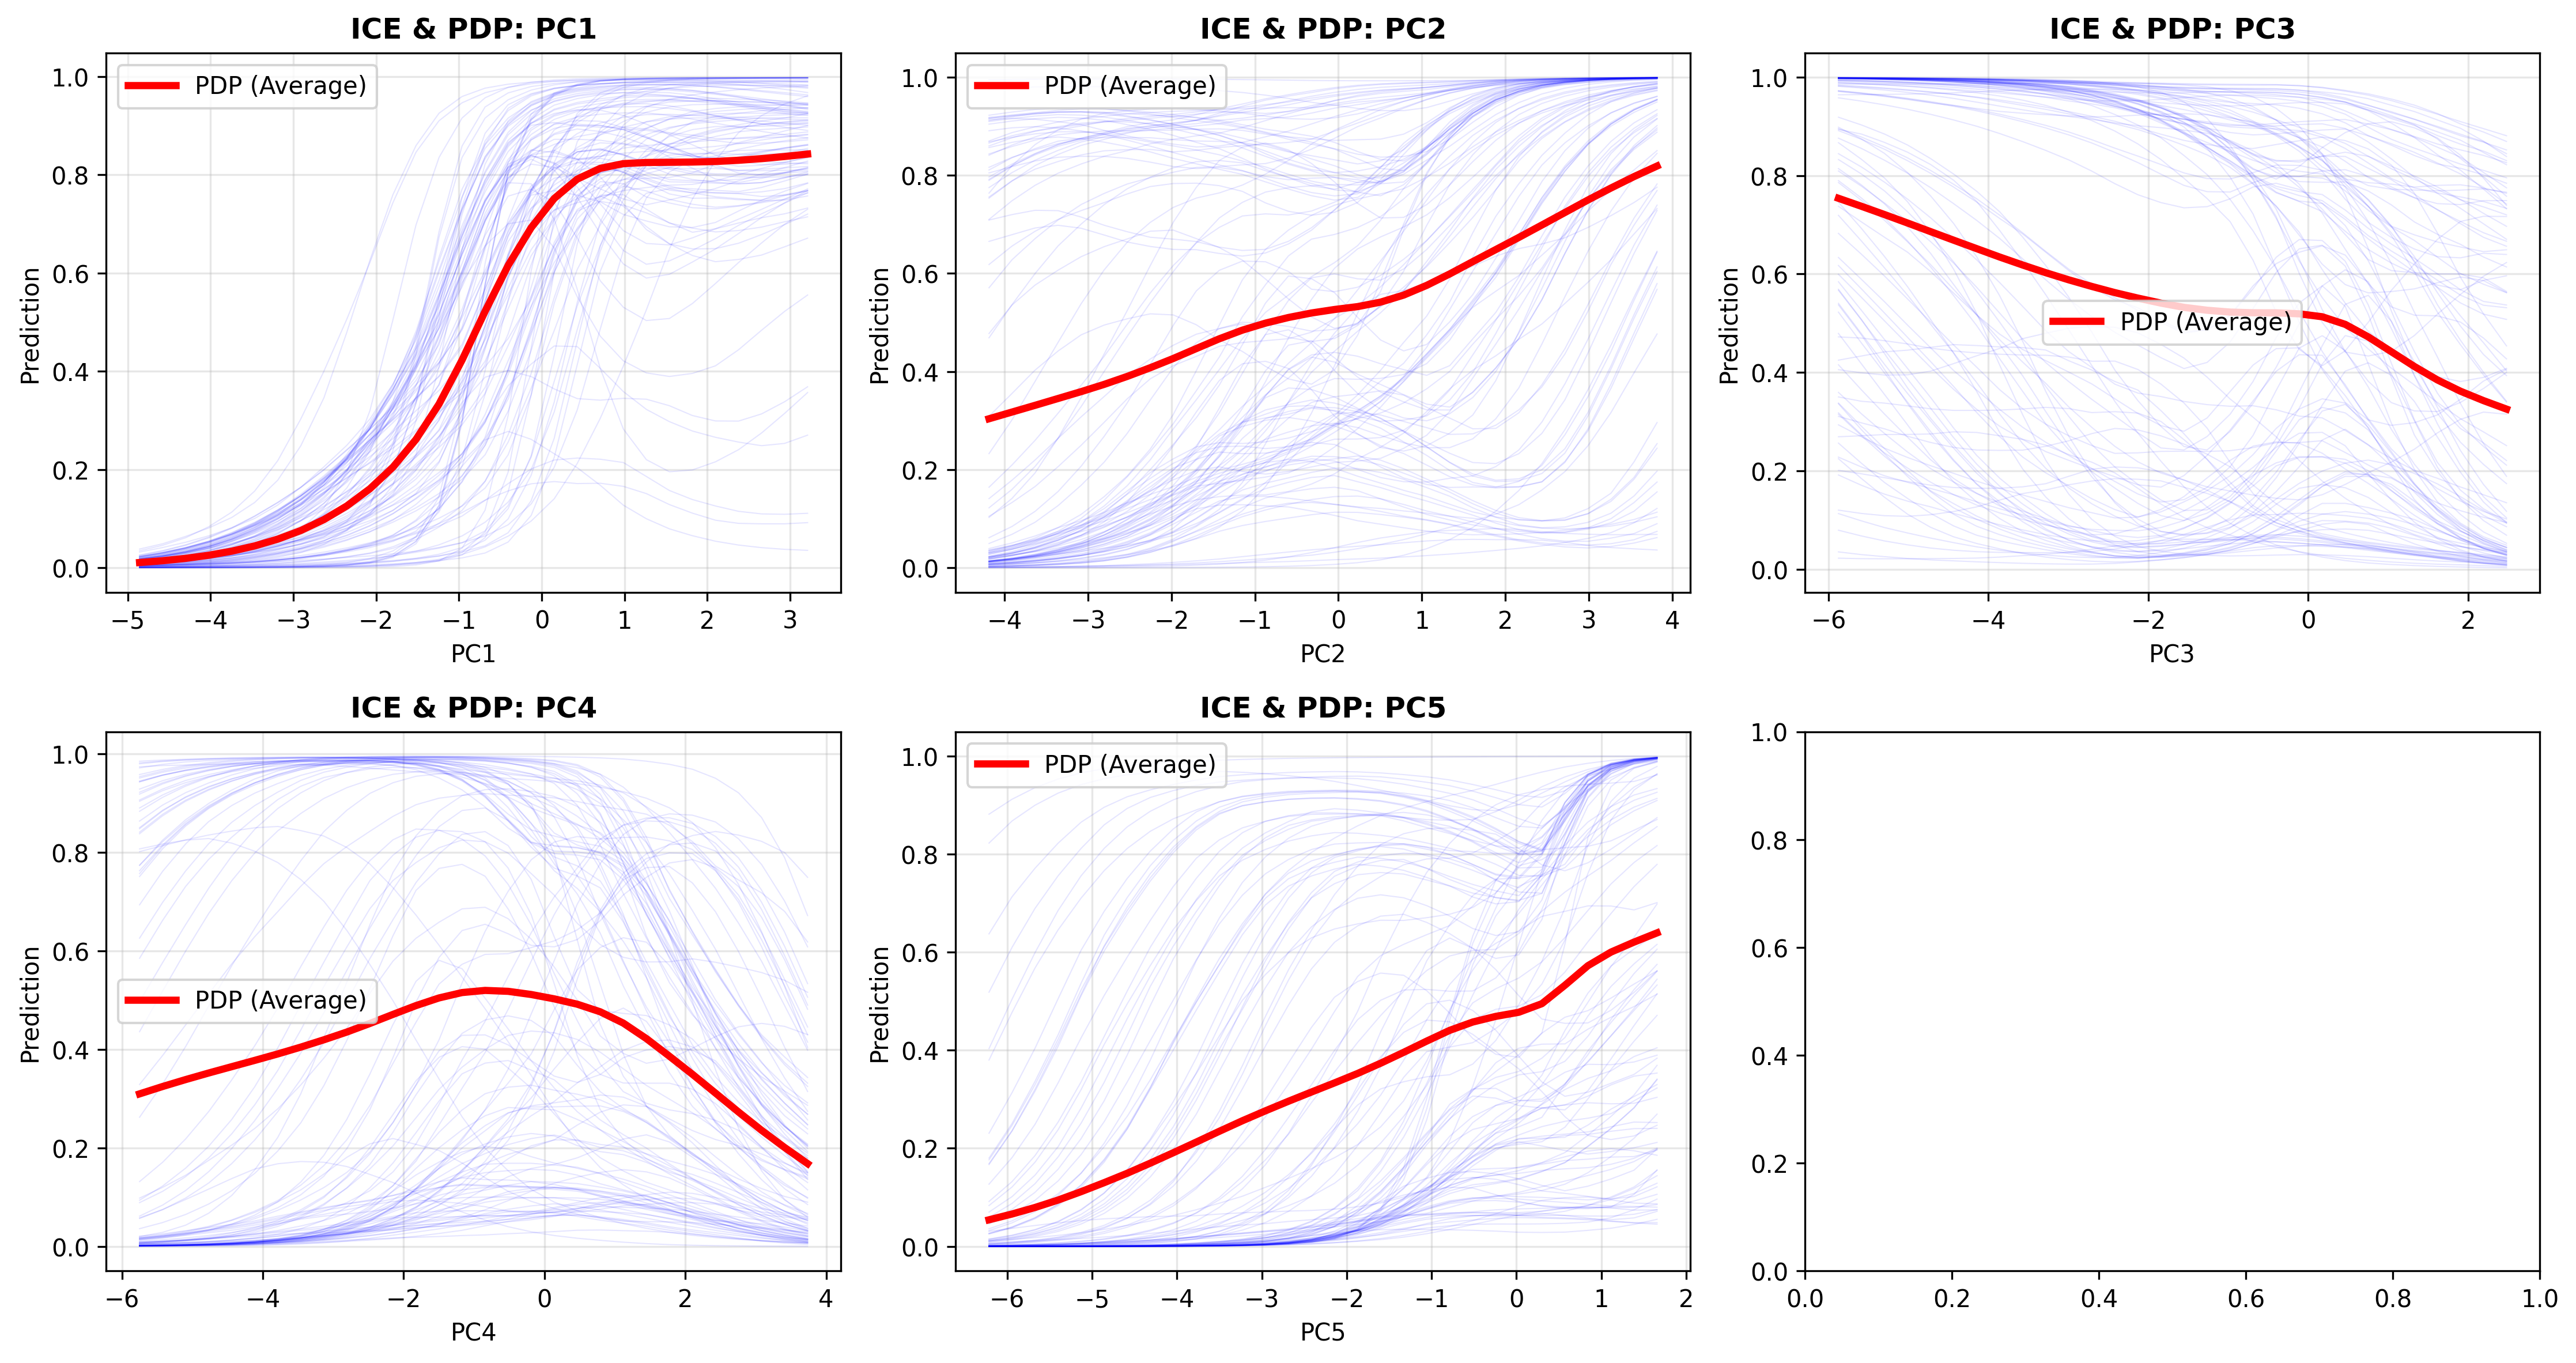 ICE & PDP: PC1
PDP (Average)
Prediction
1.0
0.8
0.6
0.4
0.2
0.0
−5 −4 −3 −2 −1 0 1 2 3
PC1
ICE & PDP: PC2
PDP (Average)
Prediction
1.0
0.8
0.6
0.4
0.2
0.0
−4 −3 −2 −1 0 1 2 3 4
PC2
ICE & PDP: PC3
PDP (Average)
Prediction
1.0
0.8
0.6
0.4
0.2
0.0
−6 −4 −2 0 2
PC3
ICE & PDP: PC4
PDP (Average)
Prediction
1.0
0.8
0.6
0.4
0.2
0.0
−6 −4 −2 0 2 4
PC4
ICE & PDP: PC5
PDP (Average)
Prediction
1.0
0.8
0.6
0.4
0.2
0.0
−6 −5 −4 −3 −2 −1 0 1 2
PC5
1.0
0.8
0.6
0.4
0.2
0.0
0.0 0.2 0.4 0.6 0.8 1.0